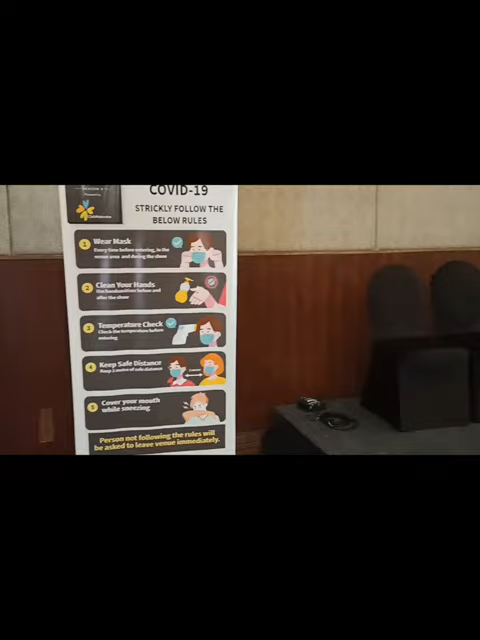 COVID-19
STRICKLY FOLLOW THE
BELOW RULES
1 Wear Mask
Every time before entering, in the
venue area and during the show
2 Clean Your Hands
Use handsanitizer before and
after the show
3 Temperature Check
Check the temperature before
entering
4 Keep Safe Distance
Keep 2 metre of safe distance
5 Cover your mouth
while sneezing
Person not following the rules will
be asked to leave venue immediately.